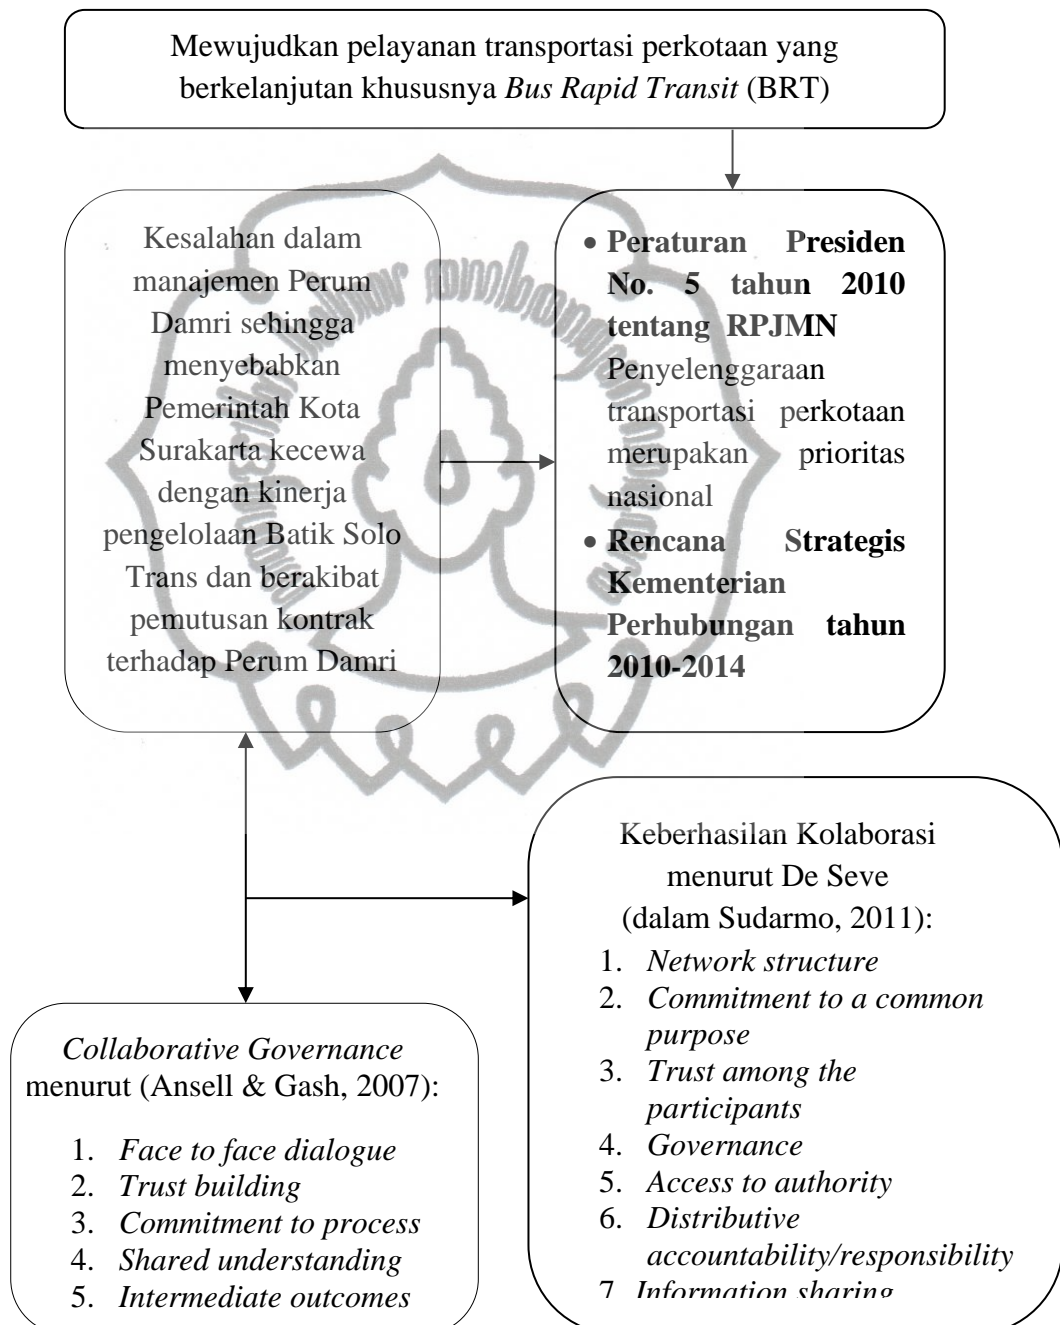 Mewujudkan pelayanan transportasi perkotaan yang
berkelanjutan khususnya Bus Rapid Transit (BRT)
Kesalahan dalam
manajemen Perum
Damri sehingga
menyebabkan
Pemerintah Kota
Surakarta kecewa
dengan kinerja
pengelolaan Batik Solo
Trans dan berakibat
pemutusan kontrak
terhadap Perum Damri
• Peraturan Presiden
No. 5 tahun 2010
tentang RPJMN
Penyelenggaraan
transportasi perkotaan
merupakan prioritas
nasional
• Rencana Strategis
Kementerian
Perhubungan tahun
2010-2014
Keberhasilan Kolaborasi
menurut De Seve
(dalam Sudarmo, 2011):
1. Network structure
2. Commitment to a common
purpose
3. Trust among the
participants
4. Governance
5. Access to authority
6. Distributive
accountability/responsibility
7 Information sharing
Collaborative Governance
menurut (Ansell & Gash, 2007):
1. Face to face dialogue
2. Trust building
3. Commitment to process
4. Shared understanding
5. Intermediate outcomes